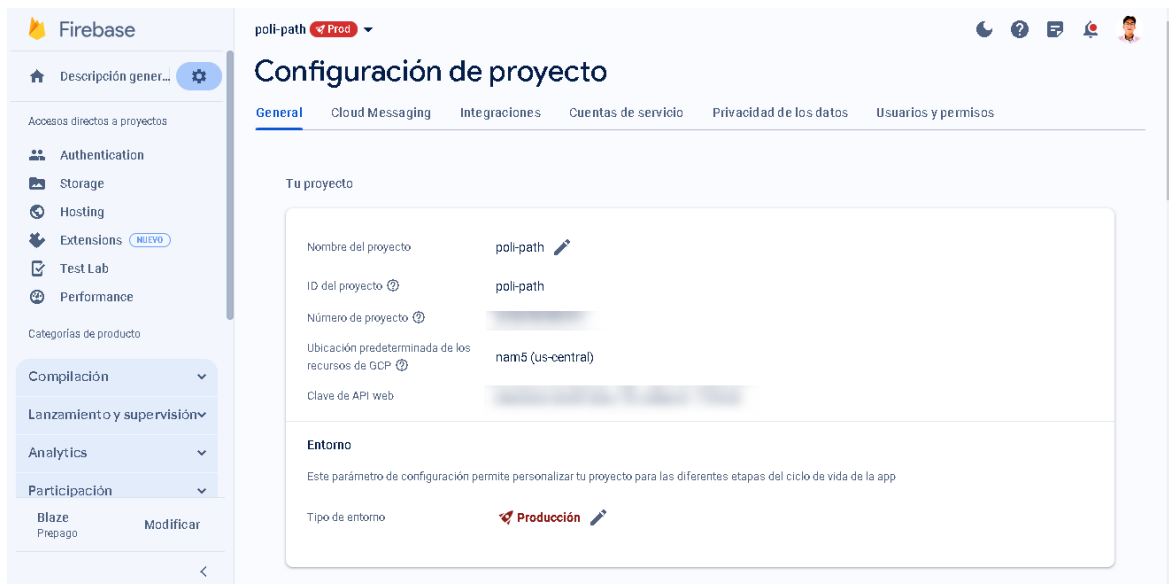 Firebase
poli-path Prod
Descripción gener...
Configuración de proyecto
General Cloud Messaging Integraciones Cuentas de servicio Privacidad de los datos Usuarios y permisos
Accesos directos a proyectos
Authentication
Storage
Hosting
Extensions NUEVO
Test Lab
Performance
Categorías de producto
Compilación
Lanzamiento y supervisión
Analytics
Participación
Blaze
Prepago
Modificar
Tu proyecto
Nombre del proyecto poli-path
ID del proyecto poli-path
Número de proyecto
Ubicación predeterminada de los
recursos de GCP nam5 (us-central)
Clave de API web
Entorno
Este parámetro de configuración permite personalizar tu proyecto para las diferentes etapas del ciclo de vida de la app
Tipo de entorno Producción